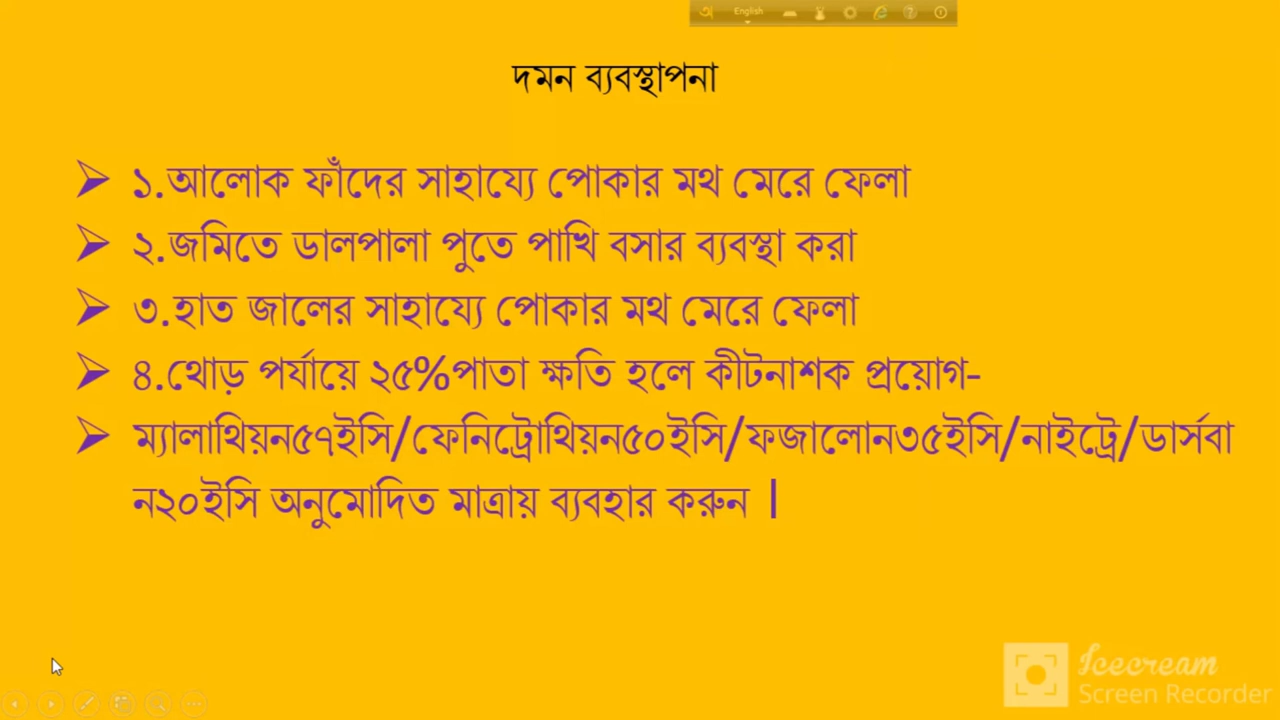 English
দমন ব্যবস্থাপনা
১.আলোক ফাঁদের সাহায্যে পোকার মথ মেরে ফেলা
২.জমিতে ডালপালা পুতে পাখি বসার ব্যবস্থা করা
৩.হাত জালের সাহায্যে পোকার মথ মেরে ফেলা
৪.থোড় পর্যায়ে ২৫%পাতা ক্ষতি হলে কীটনাশক প্রয়োগ-
ম্যালাথিয়ন৫৭ইসি/ফেনিট্রোথিয়ন৫০ইসি/ফজালোন৩৫ইসি/নাইট্রে/ডার্সবা
ন২০ইসি অনুমোদিত মাত্রায় ব্যবহার করুন |
Icecream
Screen Recorder